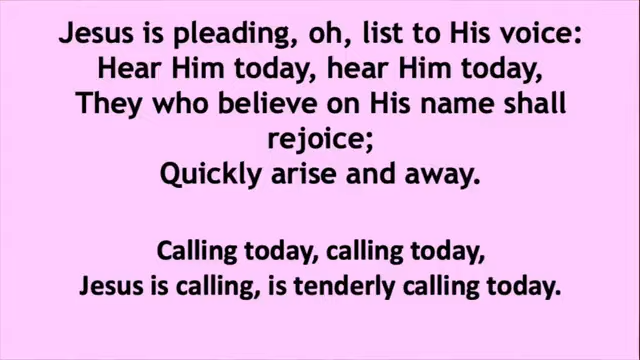 Jesus is pleading, oh, list to His voice:
Hear Him today, hear Him today,
They who believe on His name shall
rejoice;
Quickly arise and away.
Calling today, calling today,
Jesus is calling, is tenderly calling today.